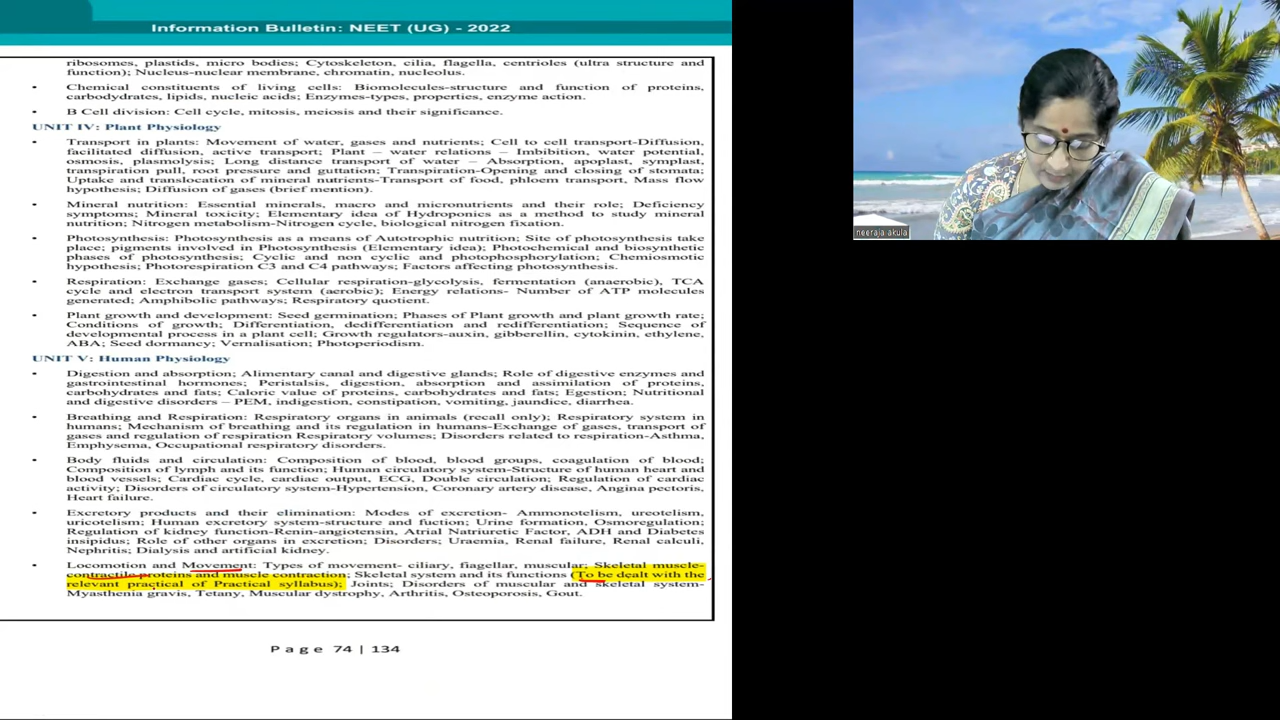 Information Bulletin: NEET (UG) - 2022
ribosomes, plastids, micro bodies; Cytoskeleton, cilia, flagella, centrioles (ultra structure and
function); Nucleus-nuclear membrane, chromatin, nucleolus.
• Chemical constituents of living cells: Biomolecules-structure and function of proteins,
carbodydrates, lipids, nucleic acids; Enzymes-types, properties, enzyme action.
• B Cell division: Cell cycle, mitosis, meiosis and their significance.
UNIT IV: Plant Physiology
• Transport in plants: Movement of water, gases and nutrients; Cell to cell transport-Diffusion,
facilitated diffusion, active transport; Plant – water relations – Imbibition, water potential,
osmosis, plasmolysis; Long distance transport of water – Absorption, apoplast, symplast,
transpiration pull, root pressure and guttation; Transpiration-Opening and closing of stomata;
Uptake and translocation of mineral nutrients-Transport of food, phloem transport, Mass flow
hypothesis; Diffusion of gases (brief mention).
• Mineral nutrition: Essential minerals, macro and micronutrients and their role; Deficiency
symptoms; Mineral toxicity; Elementary idea of Hydroponics as a method to study mineral
nutrition; Nitrogen metabolism-Nitrogen cycle, biological nitrogen fixation.
• Photosynthesis: Photosynthesis as a means of Autotrophic nutrition; Site of photosynthesis take
place; pigments involved in Photosynthesis (Elementary idea); Photochemical and biosynthetic
phases of photosynthesis; Cyclic and non cyclic and photophosphorylation; Chemiosmotic
hypothesis; Photorespiration C3 and C4 pathways; Factors affecting photosynthesis.
• Respiration: Exchange gases; Cellular respiration-glycolysis, fermentation (anaerobic), TCA
cycle and electron transport system (aerobic); Energy relations- Number of ATP molecules
generated; Amphibolic pathways; Respiratory quotient.
• Plant growth and development: Seed germination; Phases of Plant growth and plant growth rate;
Conditions of growth; Differentiation, dedifferentiation and redifferentiation; Sequence of
developmental process in a plant cell; Growth regulators-auxin, gibberellin, cytokinin, ethylene,
ABA; Seed dormancy; Vernalisation; Photoperiodism.
UNIT V: Human Physiology
• Digestion and absorption; Alimentary canal and digestive glands; Role of digestive enzymes and
gastrointestinal hormones; Peristalsis, digestion, absorption and assimilation of proteins,
carbohydrates and fats; Caloric value of proteins, carbohydrates and fats; Egestion; Nutritional
and digestive disorders – PEM, indigestion, constipation, vomiting, jaundice, diarrhea.
• Breathing and Respiration: Respiratory organs in animals (recall only); Respiratory system in
humans; Mechanism of breathing and its regulation in humans-Exchange of gases, transport of
gases and regulation of respiration Respiratory volumes; Disorders related to respiration-Asthma,
Emphysema, Occupational respiratory disorders.
• Body fluids and circulation: Composition of blood, blood groups, coagulation of blood;
Composition of lymph and its function; Human circulatory system-Structure of human heart and
blood vessels; Cardiac cycle, cardiac output, ECG, Double circulation; Regulation of cardiac
activity; Disorders of circulatory system-Hypertension, Coronary artery disease, Angina pectoris,
Heart failure.
• Excretory products and their elimination: Modes of excretion- Ammonotelism, ureotelism,
uricotelism; Human excretory system-structure and fuction; Urine formation, Osmoregulation;
Regulation of kidney function-Renin-angiotensin, Atrial Natriuretic Factor, ADH and Diabetes
insipidus; Role of other organs in excretion; Disorders; Uraemia, Renal failure, Renal calculi,
Nephritis; Dialysis and artificial kidney.
• Locomotion and Movement: Types of movement- ciliary, fiagellar, muscular; Skeletal muscle-
contractile proteins and muscle contraction; Skeletal system and its functions (To be dealt with the
relevant practical of Practical syllabus); Joints; Disorders of muscular and skeletal system-
Myasthenia gravis, Tetany, Muscular dystrophy, Arthritis, Osteoporosis, Gout.
Page 74 | 134
neeraja akula